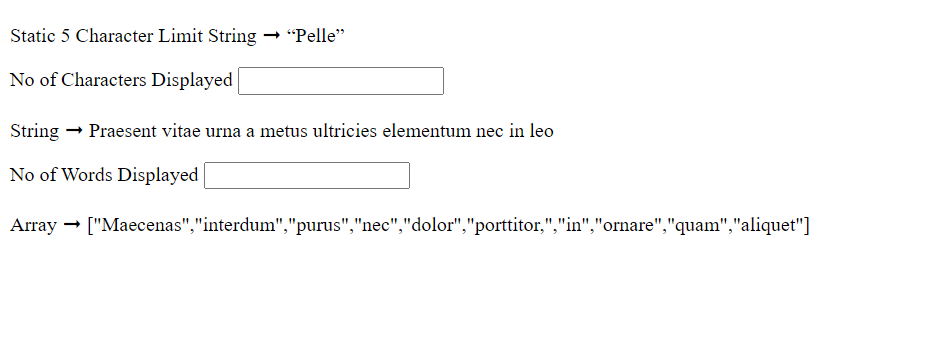 Static 5 Character Limit String ➞ “Pelle”
No of Characters Displayed
String ➞ Praesent vitae urna a metus ultricies elementum nec in leo
No of Words Displayed
Array ➞ ["Maecenas","interdum","purus","nec","dolor","porttitor,","in","ornare","quam","aliquet"]